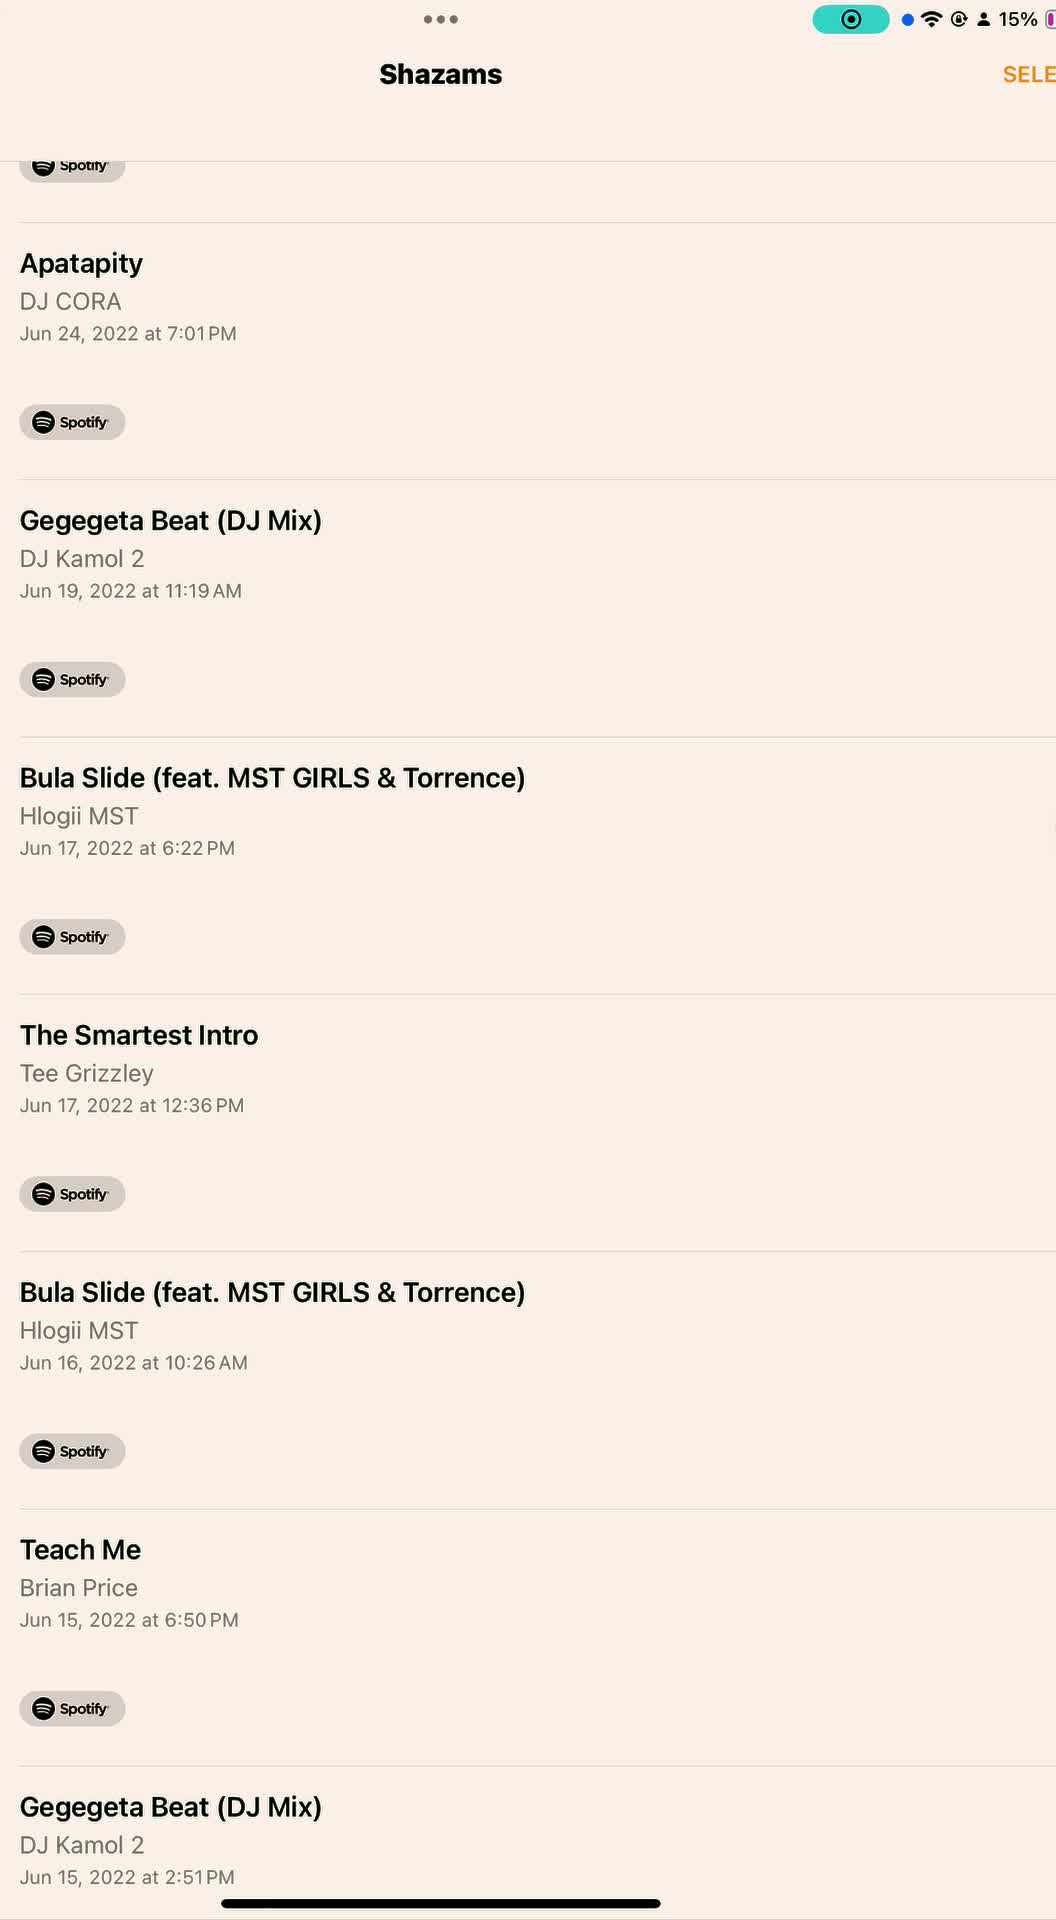 15%
Shazams
SELE
Spotify
Apatapity
DJ CORA
Jun 24, 2022 at 7:01 PM
Spotify
Gegegeta Beat (DJ Mix)
DJ Kamol 2
Jun 19, 2022 at 11:19 AM
Spotify
Bula Slide (feat. MST GIRLS & Torrence)
Hlogii MST
Jun 17, 2022 at 6:22 PM
Spotify
The Smartest Intro
Tee Grizzley
Jun 17, 2022 at 12:36 PM
Spotify
Bula Slide (feat. MST GIRLS & Torrence)
Hlogii MST
Jun 16, 2022 at 10:26 AM
Spotify
Teach Me
Brian Price
Jun 15, 2022 at 6:50 PM
Spotify
Gegegeta Beat (DJ Mix)
DJ Kamol 2
Jun 15, 2022 at 2:51 PM